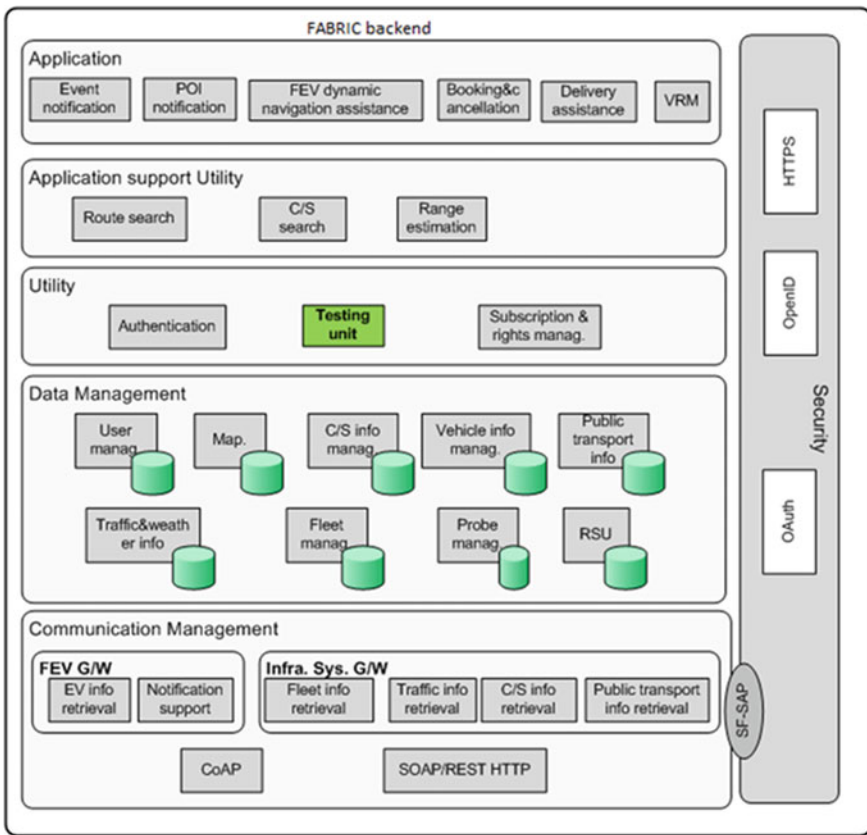 FABRIC backend
Application
Event
notification
POI
notification
FEV dynamic
navigation assistance
Booking&c
ancellation
Delivery
assistance
VRM
Application support Utility
Route search
C/S
search
Range
estimation
Utility
Authentication
Testing
unit
Subscription &
rights manag.
Data Management
User
manag.
Map.
C/S info
manag.
Vehicle info
manag.
Public
transport
info
Traffic&weath
er info
Fleet
manag.
Probe
manag.
RSU
Communication Management
FEV G/W
EV info
retrieval
Notification
support
Infra. Sys. G/W
Fleet info
retrieval
Traffic info
retrieval
C/S info
retrieval
Public transport
info retrieval
CoAP
SOAP/REST HTTP
HTTPS
OpenID
OAuth
Security
SF-SAP